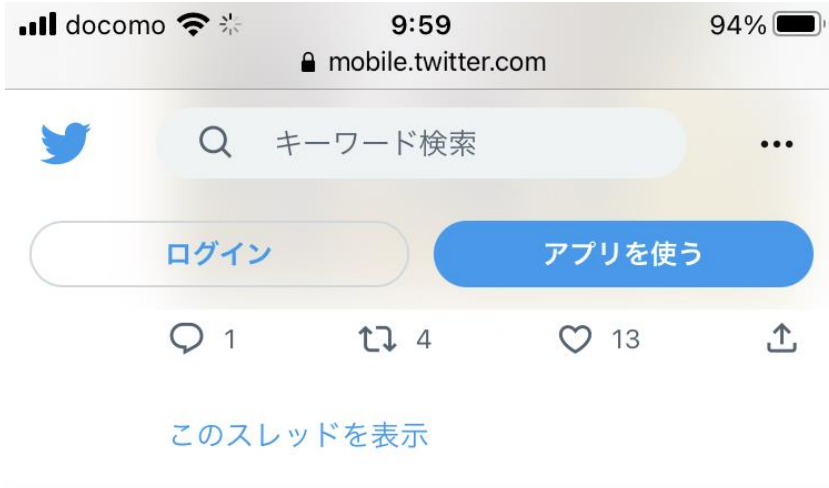 docomo 9:59 94%
mobile.twitter.com
キーワード検索
ログイン アプリを使う
1 4 13
このスレッドを表示